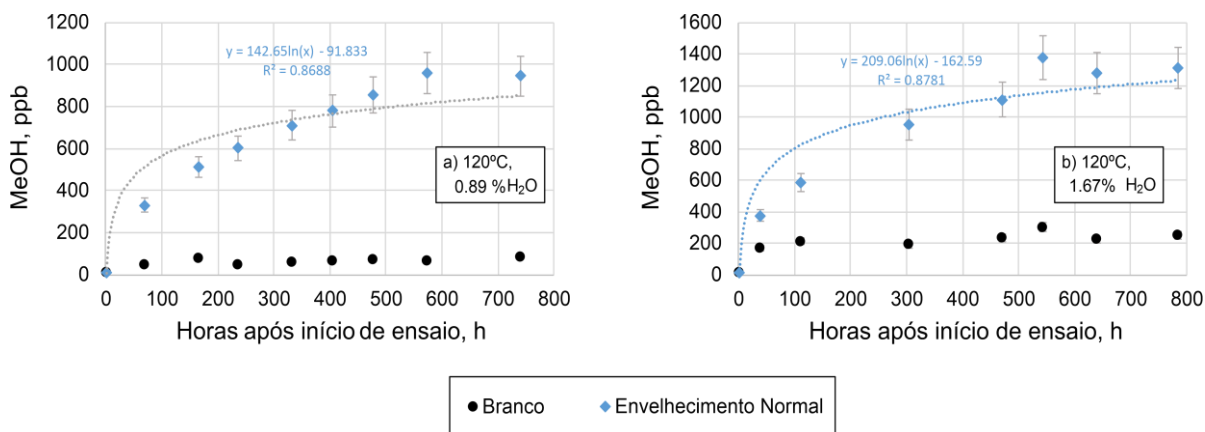 1200
1000
800
600
400
200
0
0 100 200 300 400 500 600 700 800
MeOH, ppb
Horas após início de ensaio, h
y = 142.65ln(x) - 91.833
R² = 0.8688
a) 120ºC,
0.89 %H₂O
1600
1400
1200
1000
800
600
400
200
0
0 100 200 300 400 500 600 700 800
MeOH, ppb
Horas após início de ensaio, h
y = 209.06ln(x) - 162.59
R² = 0.8781
b) 120ºC,
1.67% H₂O
Branco
Envelhecimento Normal